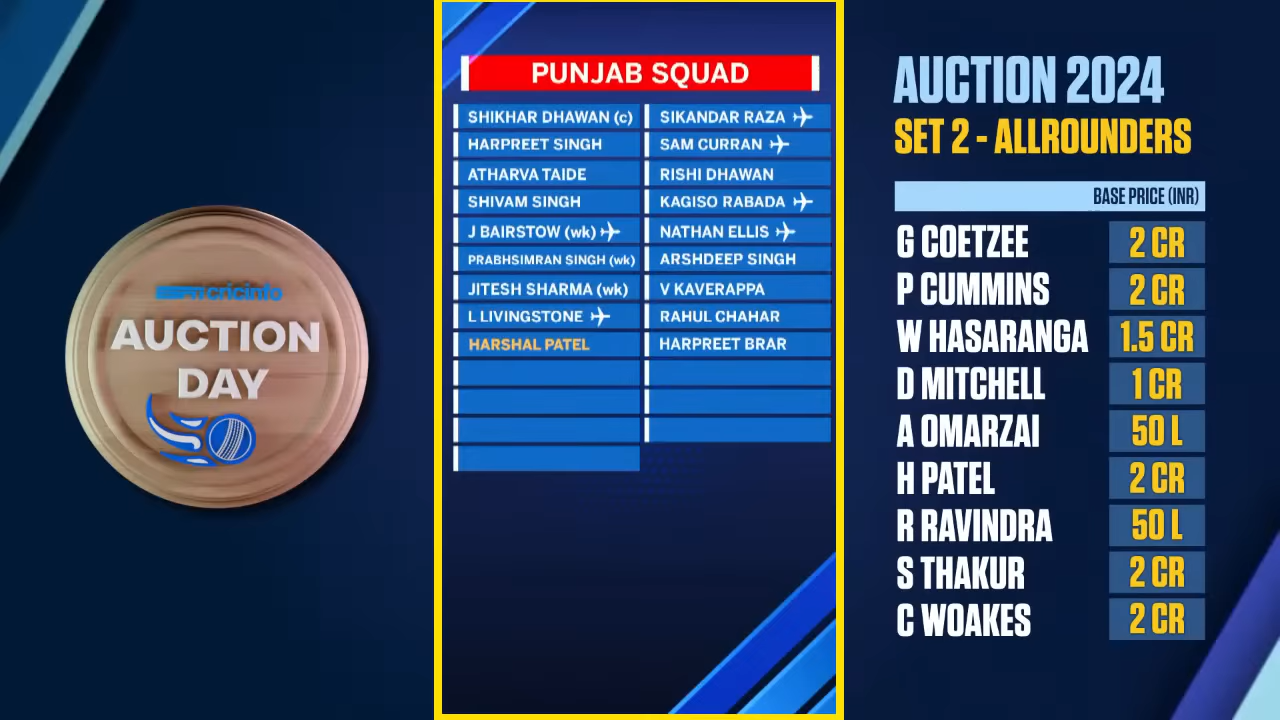 ESPN cricinfo
AUCTION
DAY
PUNJAB SQUAD
SHIKHAR DHAWAN (c)
HARPREET SINGH
ATHARVA TAIDE
SHIVAM SINGH
J BAIRSTOW (wk)
PRABHSIMRAN SINGH (wk)
JITESH SHARMA (wk)
L LIVINGSTONE
HARSHAL PATEL
SIKANDAR RAZA
SAM CURRAN
RISHI DHAWAN
KAGISO RABADA
NATHAN ELLIS
ARSHDEEP SINGH
V KAVERAPPA
RAHUL CHAHAR
HARPREET BRAR
AUCTION 2024
SET 2 - ALLROUNDERS
BASE PRICE (INR)
G COETZEE 2 CR
P CUMMINS 2 CR
W HASARANGA 1.5 CR
D MITCHELL 1 CR
A OMARZAI 50 L
H PATEL 2 CR
R RAVINDRA 50 L
S THAKUR 2 CR
C WOAKES 2 CR